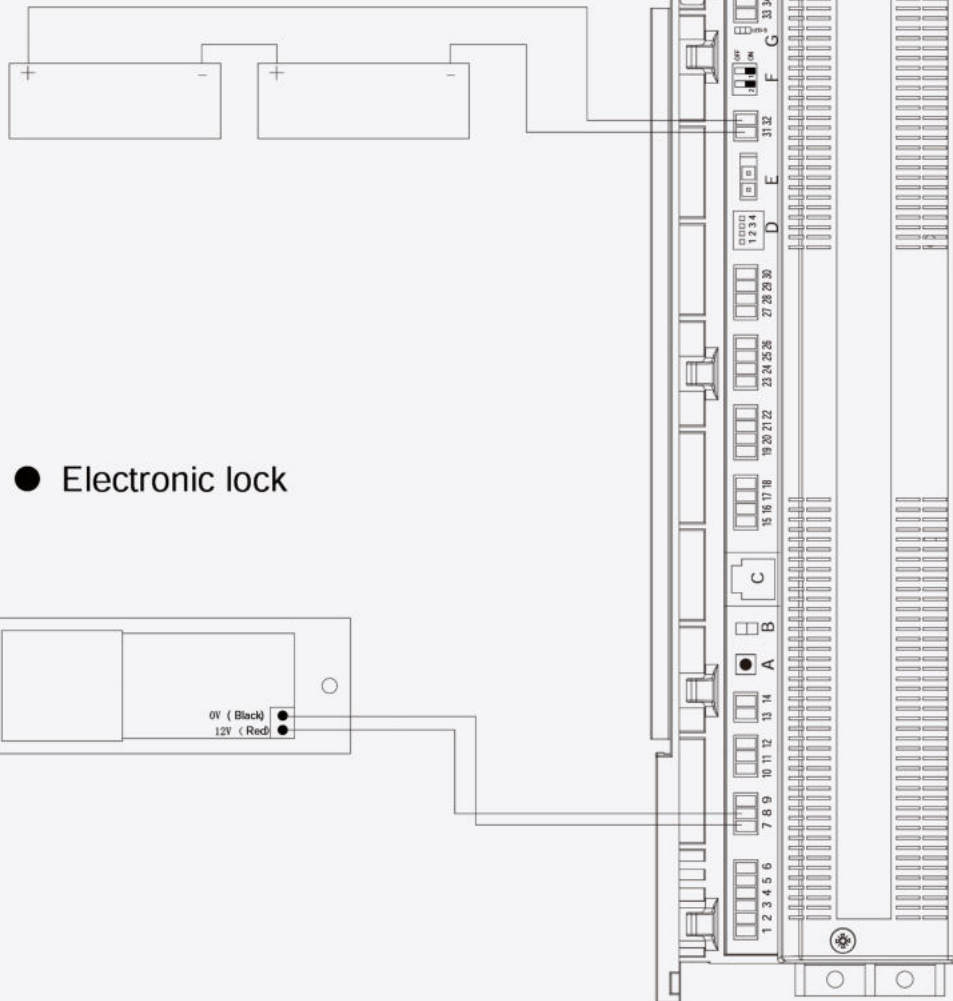 + - + -
33 34
G
OFF ON
1 2
F
31 32
E
1 2 3 4
D
27 28 29 30
23 24 25 26
19 20 21 22
15 16 17 18
● Electronic lock
C
B
A
0V (Black)
12V (Red)
13 14
10 11 12
7 8 9
1 2 3 4 5 6